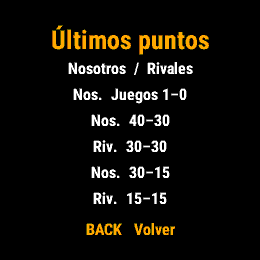 Últimos puntos
Nosotros / Rivales
Nos. Juegos 1–0
Nos. 40–30
Riv. 30–30
Nos. 30–15
Riv. 15–15
BACK Volver